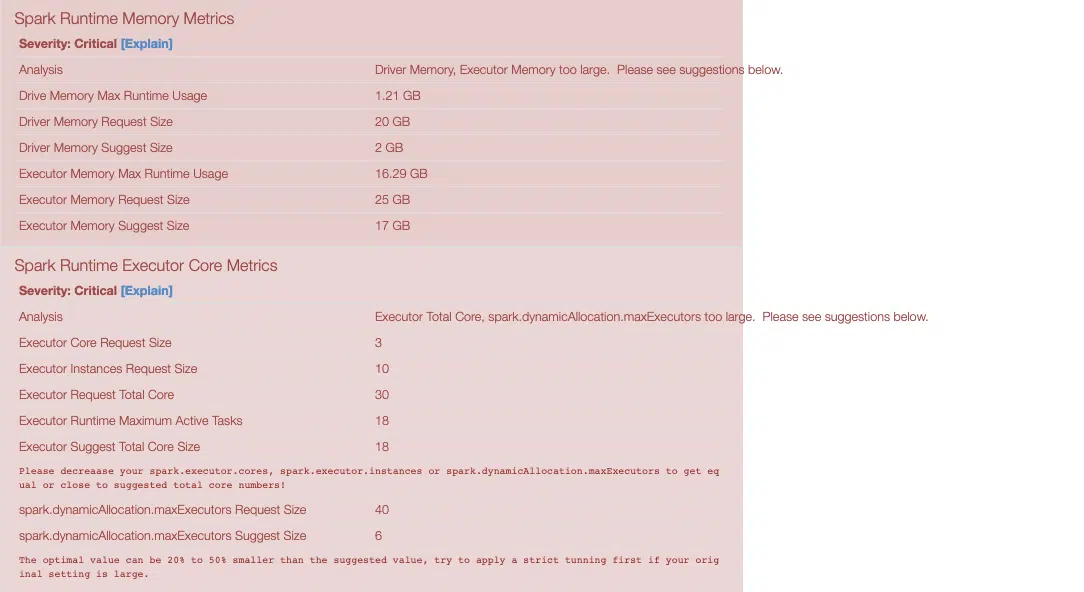 Spark Runtime Memory Metrics
Severity: Critical [Explain]
Analysis Driver Memory, Executor Memory too large. Please see suggestions below.
Drive Memory Max Runtime Usage 1.21 GB
Driver Memory Request Size 20 GB
Driver Memory Suggest Size 2 GB
Executor Memory Max Runtime Usage 16.29 GB
Executor Memory Request Size 25 GB
Executor Memory Suggest Size 17 GB
Spark Runtime Executor Core Metrics
Severity: Critical [Explain]
Analysis Executor Total Core, spark.dynamicAllocation.maxExecutors too large. Please see suggestions below.
Executor Core Request Size 3
Executor Instances Request Size 10
Executor Request Total Core 30
Executor Runtime Maximum Active Tasks 18
Executor Suggest Total Core Size 18
Please decreaase your spark.executor.cores, spark.executor.instances or spark.dynamicAllocation.maxExecutors to get eq
ual or close to suggested total core numbers!
spark.dynamicAllocation.maxExecutors Request Size 40
spark.dynamicAllocation.maxExecutors Suggest Size 6
The optimal value can be 20% to 50% smaller than the suggested value, try to apply a strict tunning first if your orig
inal setting is large.